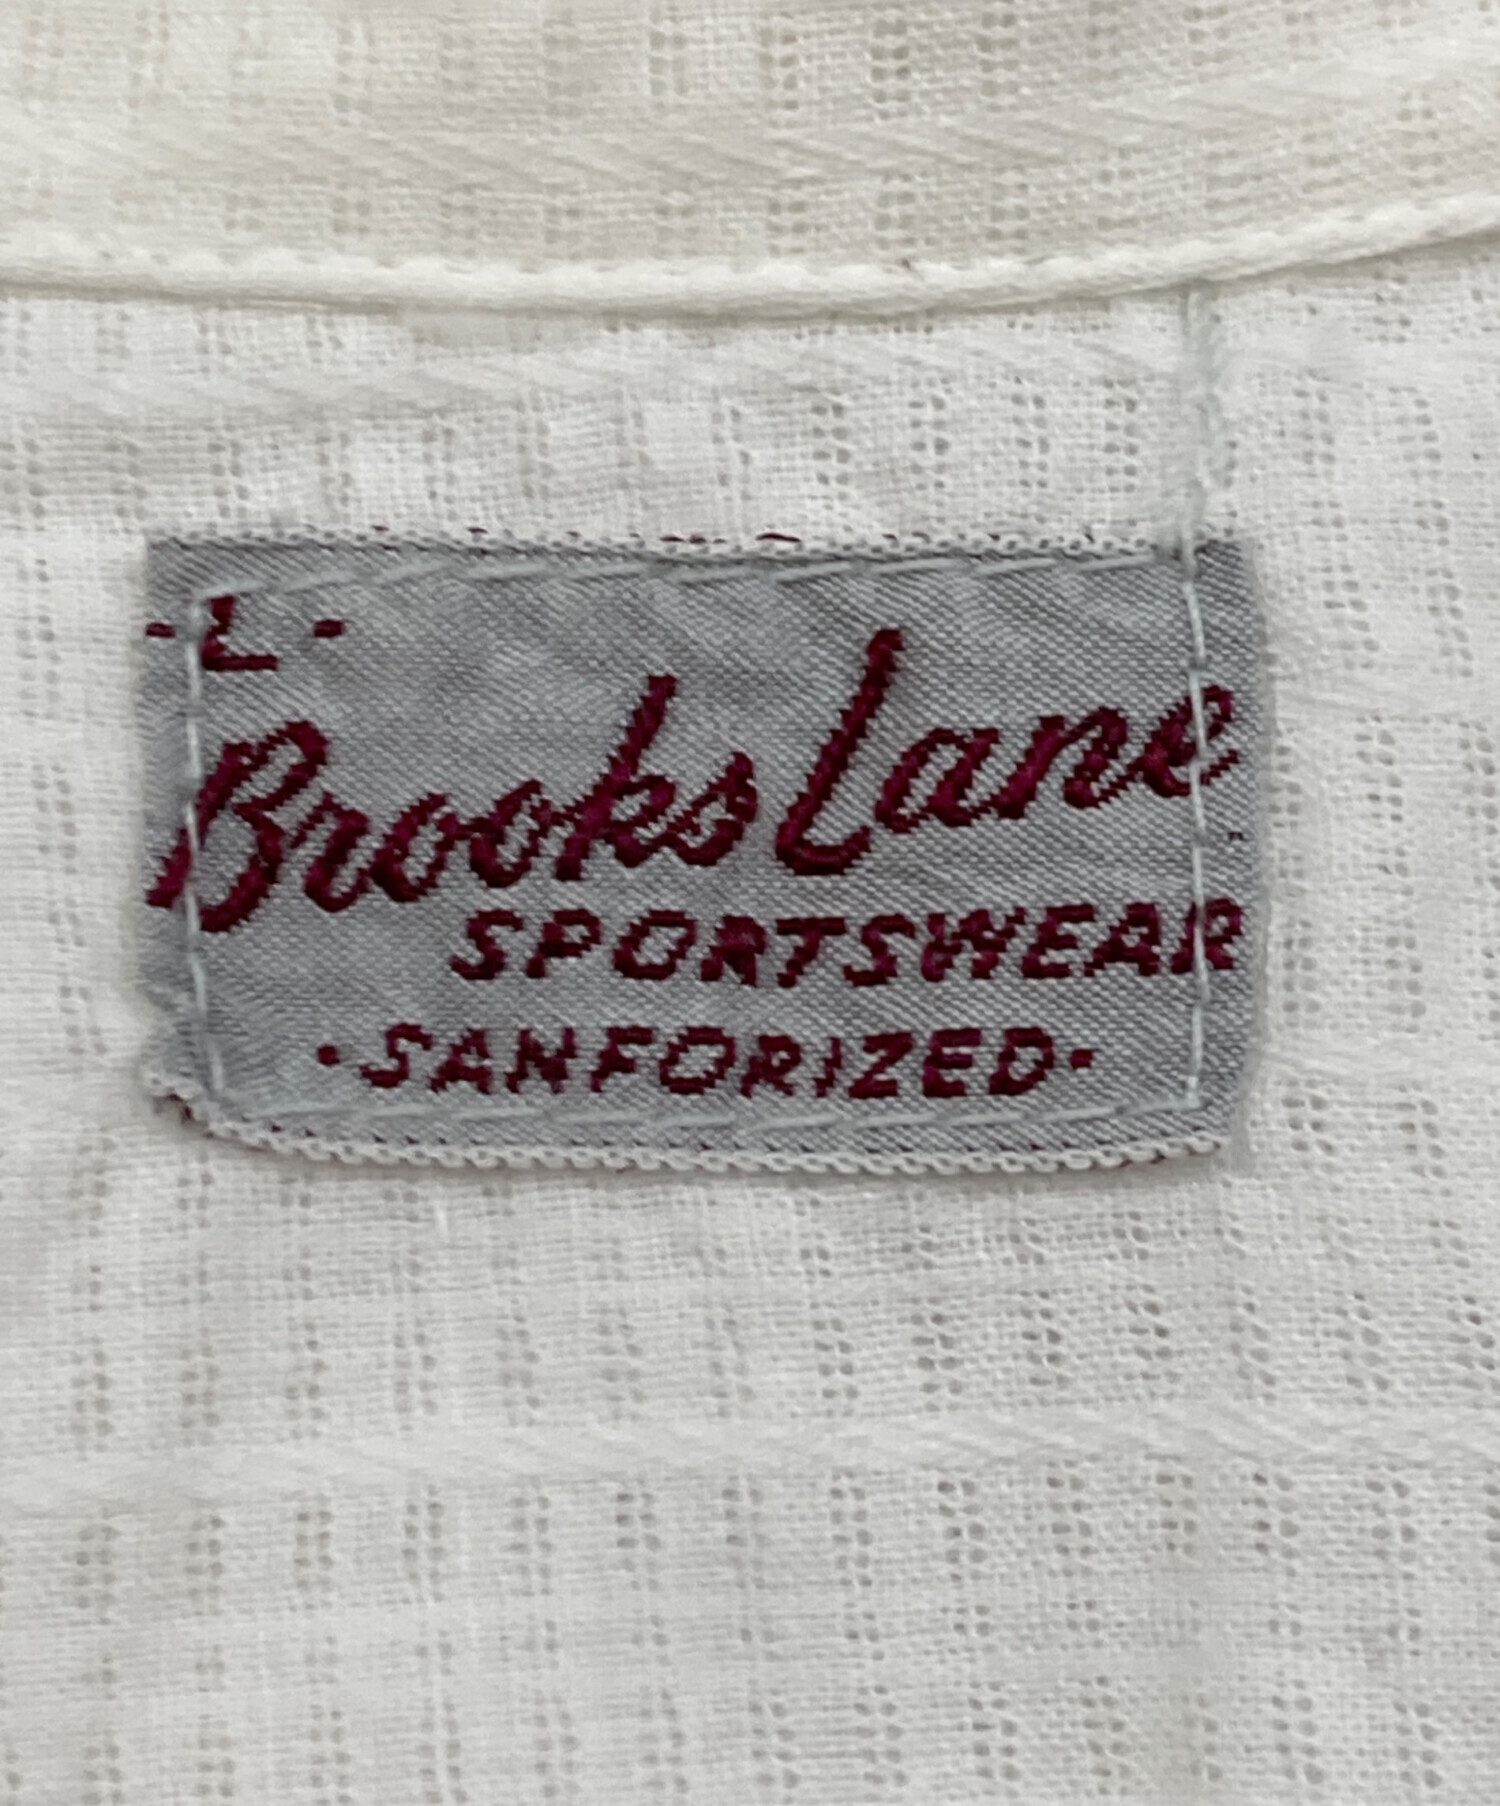 -L-
Brooks Lane
SPORTSWEAR
·SANFORIZED·